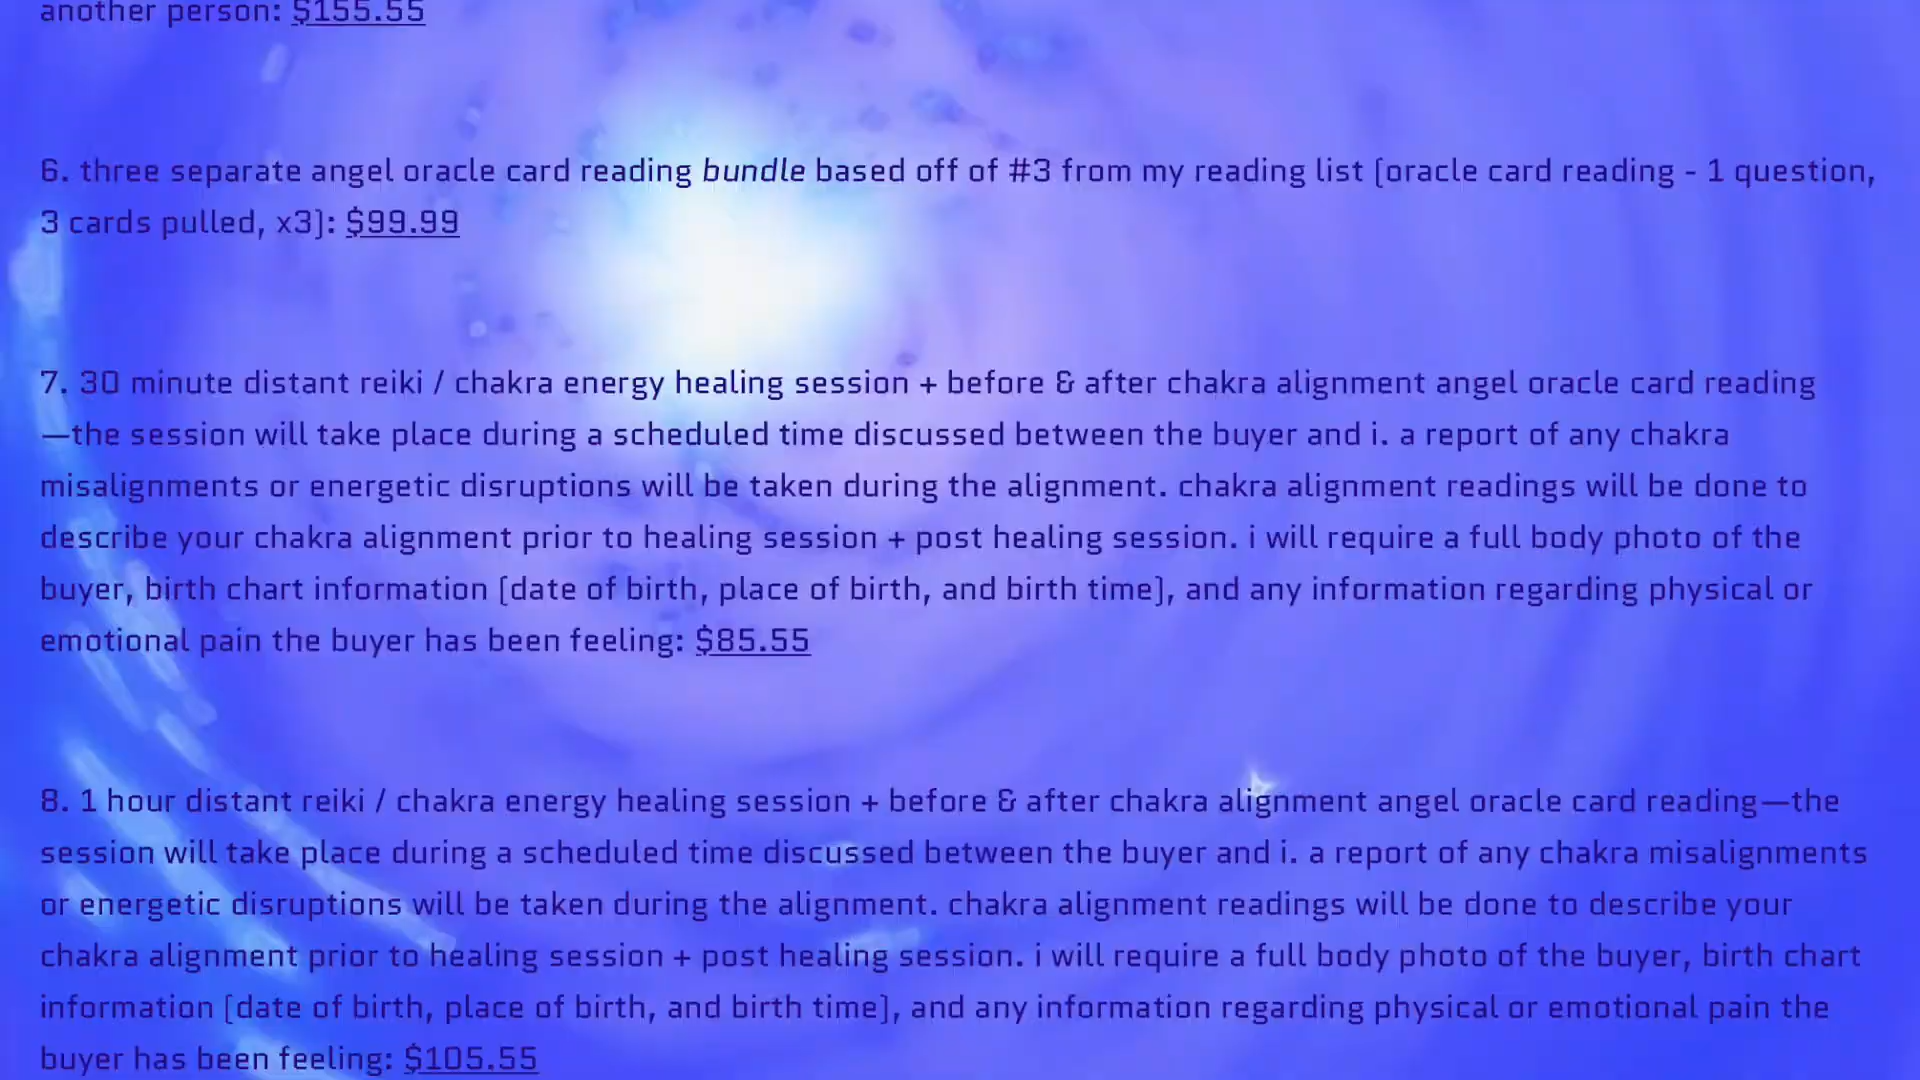 another person: $155.55
6. three separate angel oracle card reading bundle based off of #3 from my reading list [oracle card reading - 1 question,
3 cards pulled, x3]: $99.99
7. 30 minute distant reiki / chakra energy healing session + before & after chakra alignment angel oracle card reading
—the session will take place during a scheduled time discussed between the buyer and i. a report of any chakra
misalignments or energetic disruptions will be taken during the alignment. chakra alignment readings will be done to
describe your chakra alignment prior to healing session + post healing session. i will require a full body photo of the
buyer, birth chart information [date of birth, place of birth, and birth time], and any information regarding physical or
emotional pain the buyer has been feeling: $85.55
8. 1 hour distant reiki / chakra energy healing session + before & after chakra alignment angel oracle card reading—the
session will take place during a scheduled time discussed between the buyer and i. a report of any chakra misalignments
or energetic disruptions will be taken during the alignment. chakra alignment readings will be done to describe your
chakra alignment prior to healing session + post healing session. i will require a full body photo of the buyer, birth chart
information [date of birth, place of birth, and birth time], and any information regarding physical or emotional pain the
buyer has been feeling: $105.55